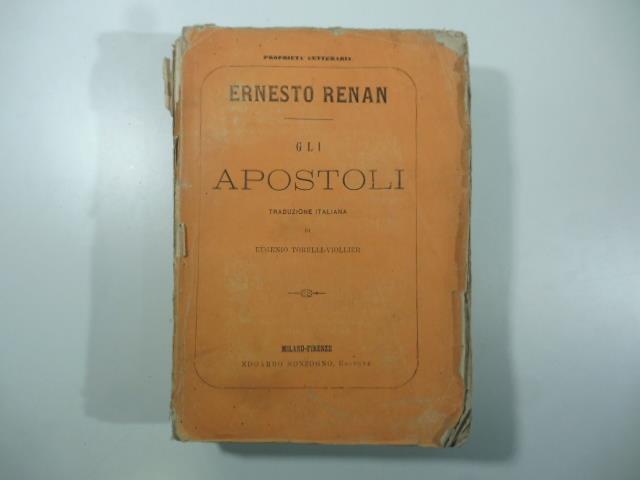 PROPRIETÀ LETTERARIA
ERNESTO RENAN
GLI
APOSTOLI
TRADUZIONE ITALIANA
DI
EUGENIO TORELLI-VIOLLIER
MILANO-FIRENZE
EDOARDO SONZOGNO, EDITORE